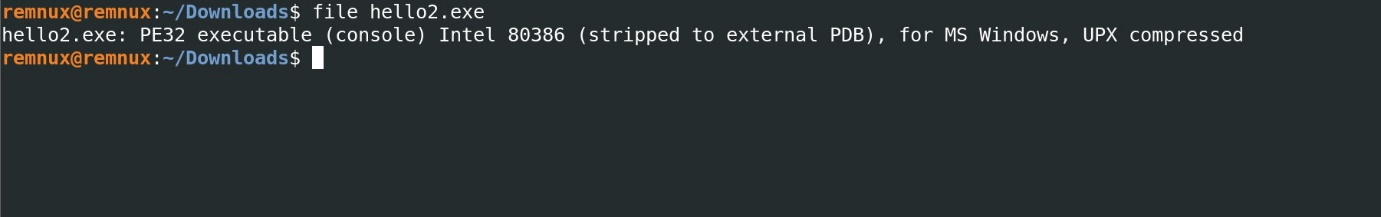 remnux@remnux:~/Downloads$ file hello2.exe
hello2.exe: PE32 executable (console) Intel 80386 (stripped to external PDB), for MS Windows, UPX compressed
remnux@remnux:~/Downloads$